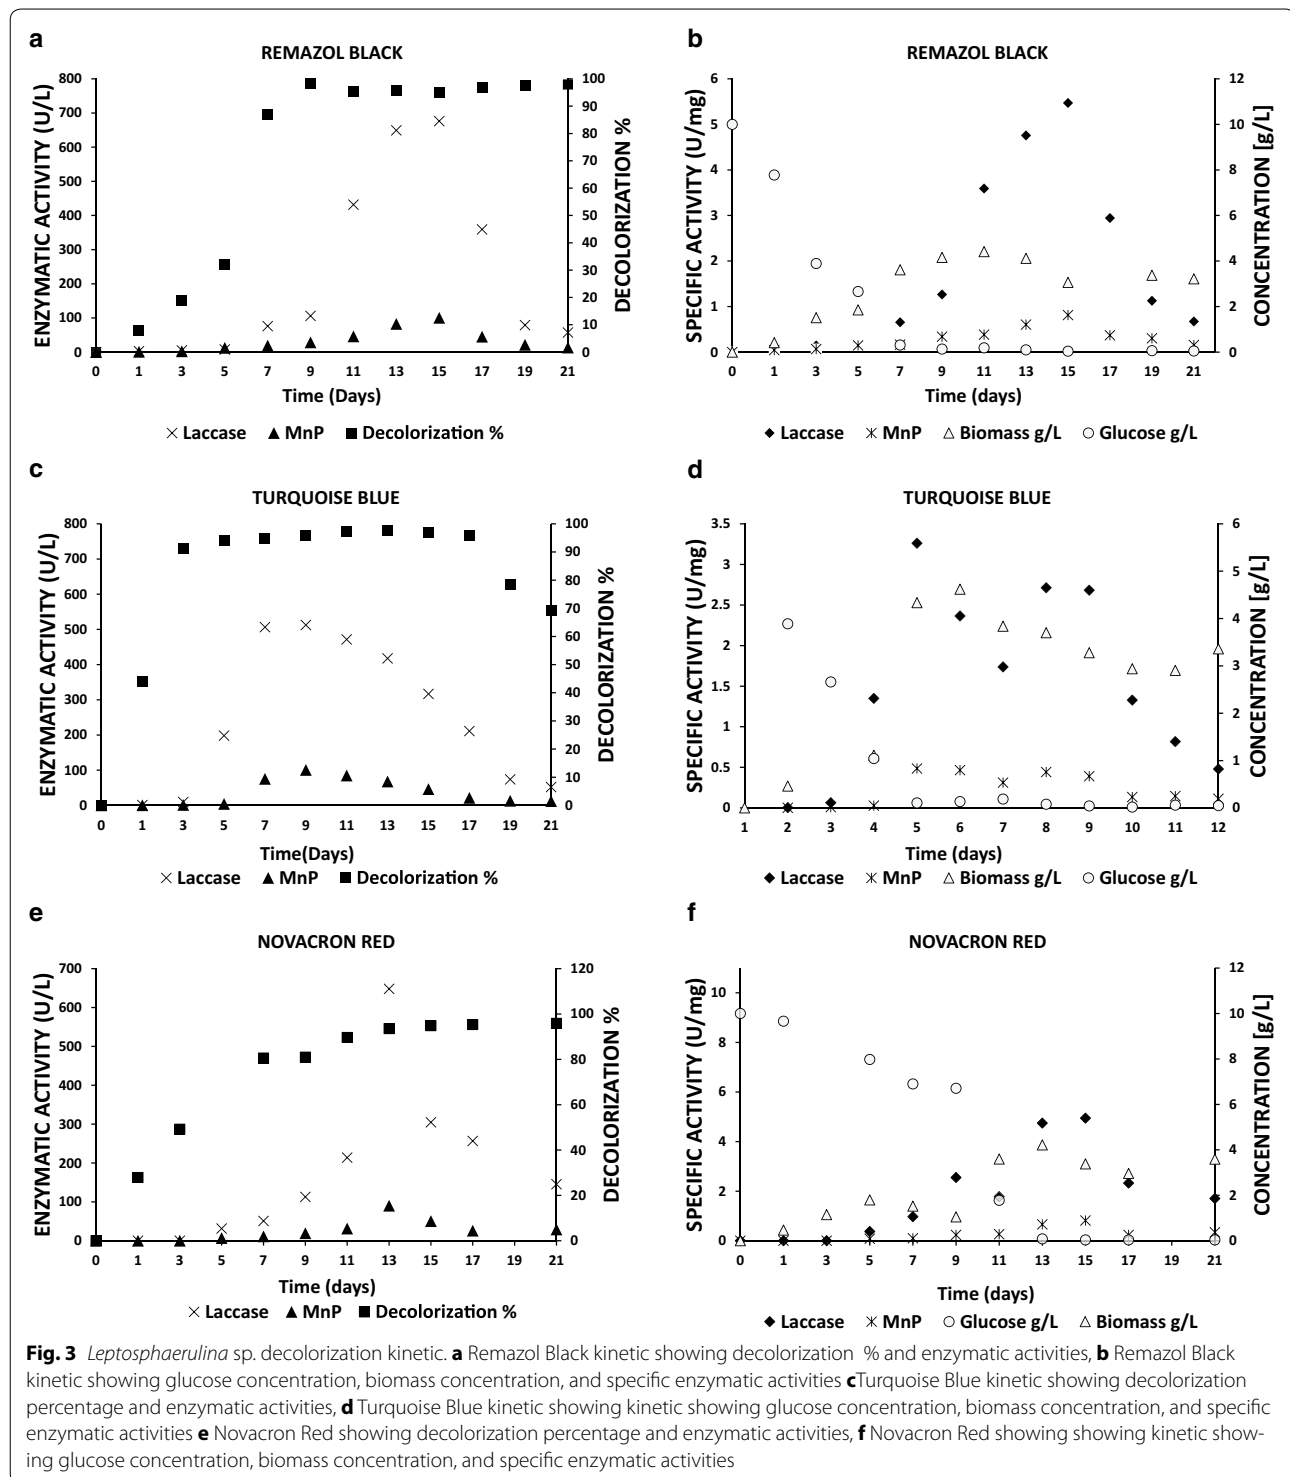 a
REMAZOL BLACK
ENZYMATIC ACTIVITY (U/L)
800
700
600
500
400
300
200
100
0
100
90
80
70
60
50
40
30
20
10
0
DECOLORIZATION %
0 1 3 5 7 9 11 13 15 17 19 21
Time (Days)
Laccase MnP Decolorization %
b
REMAZOL BLACK
SPECIFIC ACTIVITY (U/mg)
6
5
4
3
2
1
0
12
10
8
6
4
2
0
CONCENTRATION [g/L)
0 1 3 5 7 9 11 13 15 17 19 21
Time (days)
Laccase MnP Biomass g/L Glucose g/L
c
TURQUOISE BLUE
ENZYMATIC ACTIVITY (U/L)
800
700
600
500
400
300
200
100
0
100
90
80
70
60
50
40
30
20
10
0
DECOLORIZATION %
0 1 3 5 7 9 11 13 15 17 19 21
Time(Days)
Laccase MnP Decolorization %
d
TURQUOISE BLUE
SPECIFIC ACTIVITY (U/mg)
3.5
3
2.5
2
1.5
1
0.5
0
6
5
4
3
2
1
0
CONCENTRATION [g/L)
1 2 3 4 5 6 7 8 9 10 11 12
Time (days)
Laccase MnP Biomass g/L Glucose g/L
e
NOVACRON RED
ENZYMATIC ACTIVITY (U/L)
700
600
500
400
300
200
100
0
120
100
80
60
40
20
0
DECOLORIZATION %
0 1 3 5 7 9 11 13 15 17 21
Time (days)
Laccase MnP Decolorization %
f
NOVACRON RED
SPECIFIC ACTIVITY (U/mg)
10
8
6
4
2
0
12
10
8
6
4
2
0
CONCENTRATION [g/L)
0 1 3 5 7 9 11 13 15 17 21
Time (days)
Laccase MnP Glucose g/L Biomass g/L
Fig. 3 Leptosphaerulina sp. decolorization kinetic. a Remazol Black kinetic showing decolorization % and enzymatic activities, b Remazol Black
kinetic showing glucose concentration, biomass concentration, and specific enzymatic activities cTurquoise Blue kinetic showing decolorization
percentage and enzymatic activities, d Turquoise Blue kinetic showing kinetic showing glucose concentration, biomass concentration, and specific
enzymatic activities e Novacron Red showing decolorization percentage and enzymatic activities, f Novacron Red showing showing kinetic show-
ing glucose concentration, biomass concentration, and specific enzymatic activities